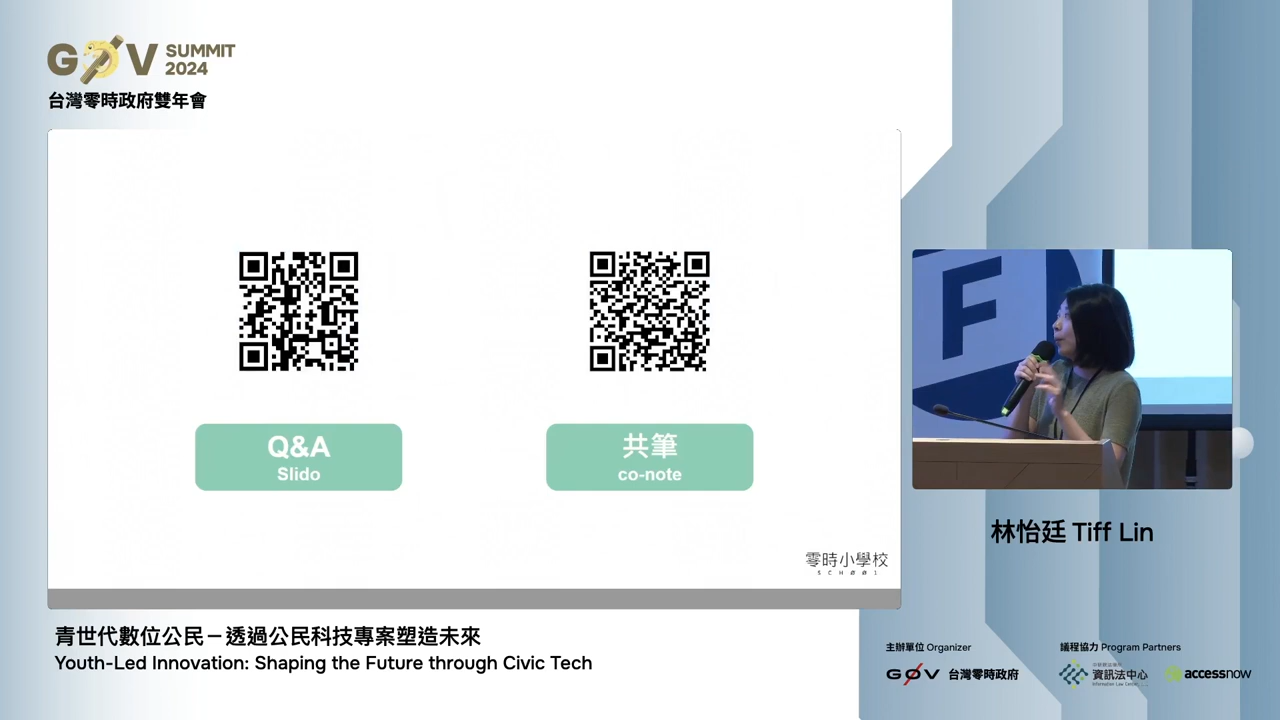 G0V SUMMIT 2024
台灣零時政府雙年會
Q&A
Slido
共筆
co-note
零時小學校
SCH001
F
林怡廷 Tiff Lin
青世代數位公民－透過公民科技專案塑造未來
Youth-Led Innovation: Shaping the Future through Civic Tech
主辦單位 Organizer
議程協力 Program Partners
G0V 台灣零時政府
資訊法中心
Information Law Center
accessnow